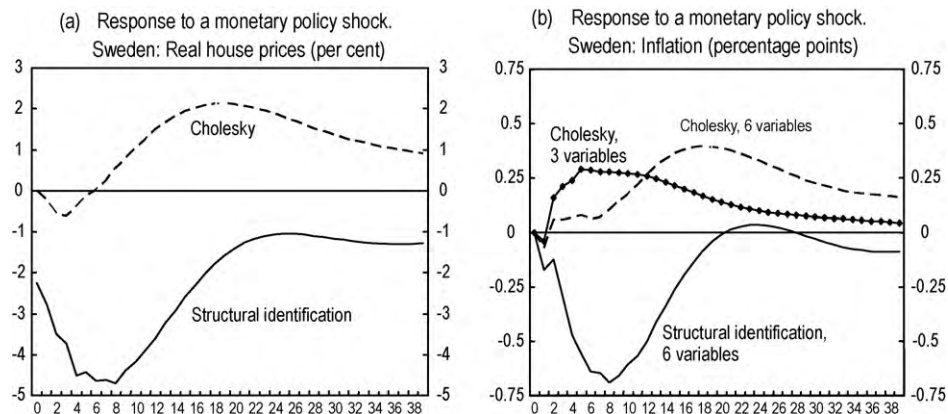 (a) Response to a monetary policy shock.
Sweden: Real house prices (per cent)
3 3
2 2
Cholesky
1 1
0 0
-1 -1
-2 -2
Structural identification
-3 -3
-4 -4
-5 -5
0 2 4 6 8 10 12 14 16 18 20 22 24 26 28 30 32 34 36 38
(b) Response to a monetary policy shock.
Sweden: Inflation (percentage points)
0.75 0.75
0.5 0.5
Cholesky,
3 variables
Cholesky, 6 variables
0.25 0.25
0 0
-0.25 -0.25
-0.5 -0.5
Structural identification,
6 variables
-0.75 -0.75
0 2 4 6 8 10 12 14 16 18 20 22 24 26 28 30 32 34 36 38